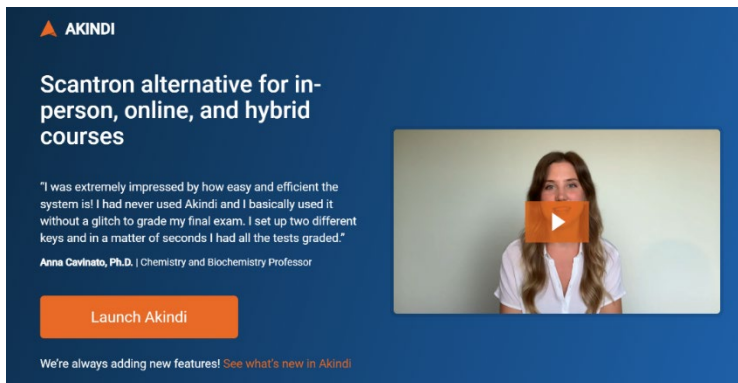 AKINDI
Scantron alternative for in-
person, online, and hybrid
courses
“I was extremely impressed by how easy and efficient the
system is! I had never used Akindi and I basically used it
without a glitch to grade my final exam. I set up two different
keys and in a matter of seconds I had all the tests graded.”
Anna Cavinato, Ph.D. | Chemistry and Biochemistry Professor
Launch Akindi
We’re always adding new features! See what’s new in Akindi